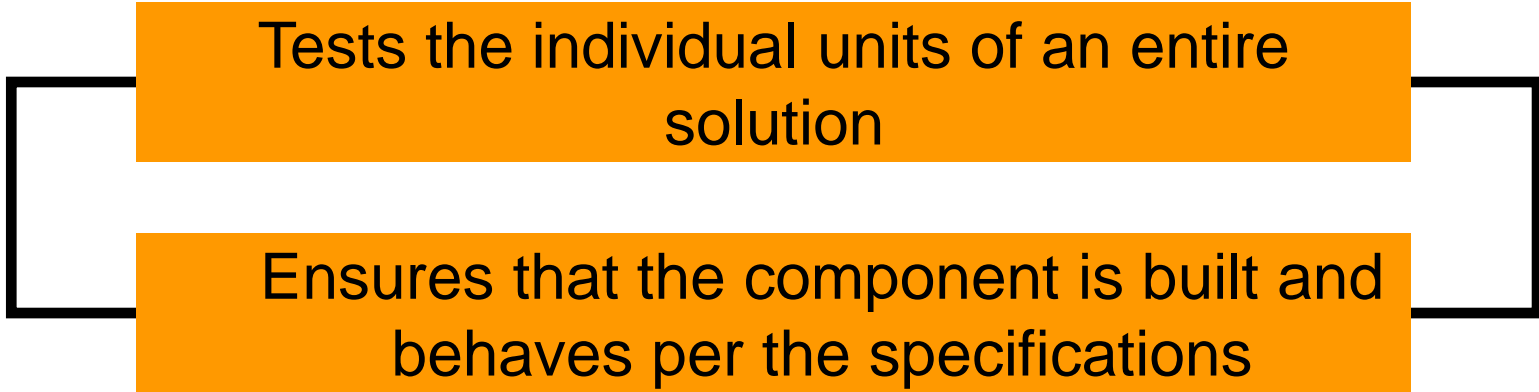 Tests the individual units of an entire
solution
Ensures that the component is built and
behaves per the specifications